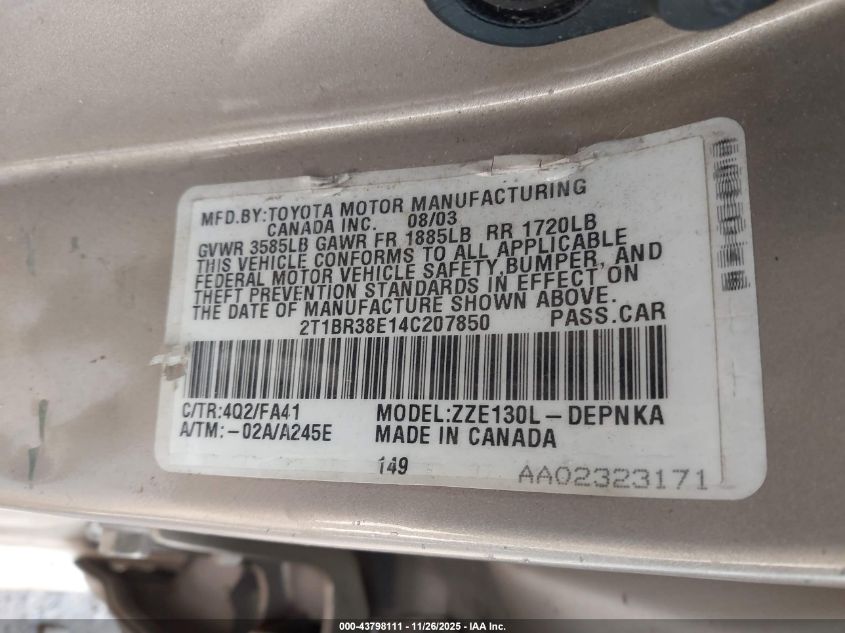 MFD.BY:TOYOTA MOTOR MANUFACTURING
CANADA INC. 08/03
GVWR 3585LB GAWR FR 1885LB RR 1720LB
THIS VEHICLE CONFORMS TO ALL APPLICABLE
FEDERAL MOTOR VEHICLE SAFETY,BUMPER, AND
THEFT PREVENTION STANDARDS IN EFFECT ON
THE DATE OF MANUFACTURE SHOWN ABOVE.
2T1BR38E14C207850 PASS.CAR
C/TR:4Q2/FA41 MODEL:ZZE130L-DEPNKA
A/TM:-02A/A245E MADE IN CANADA
149
AA02323171
000-43798111 • 11/26/2025 • IAA Inc.